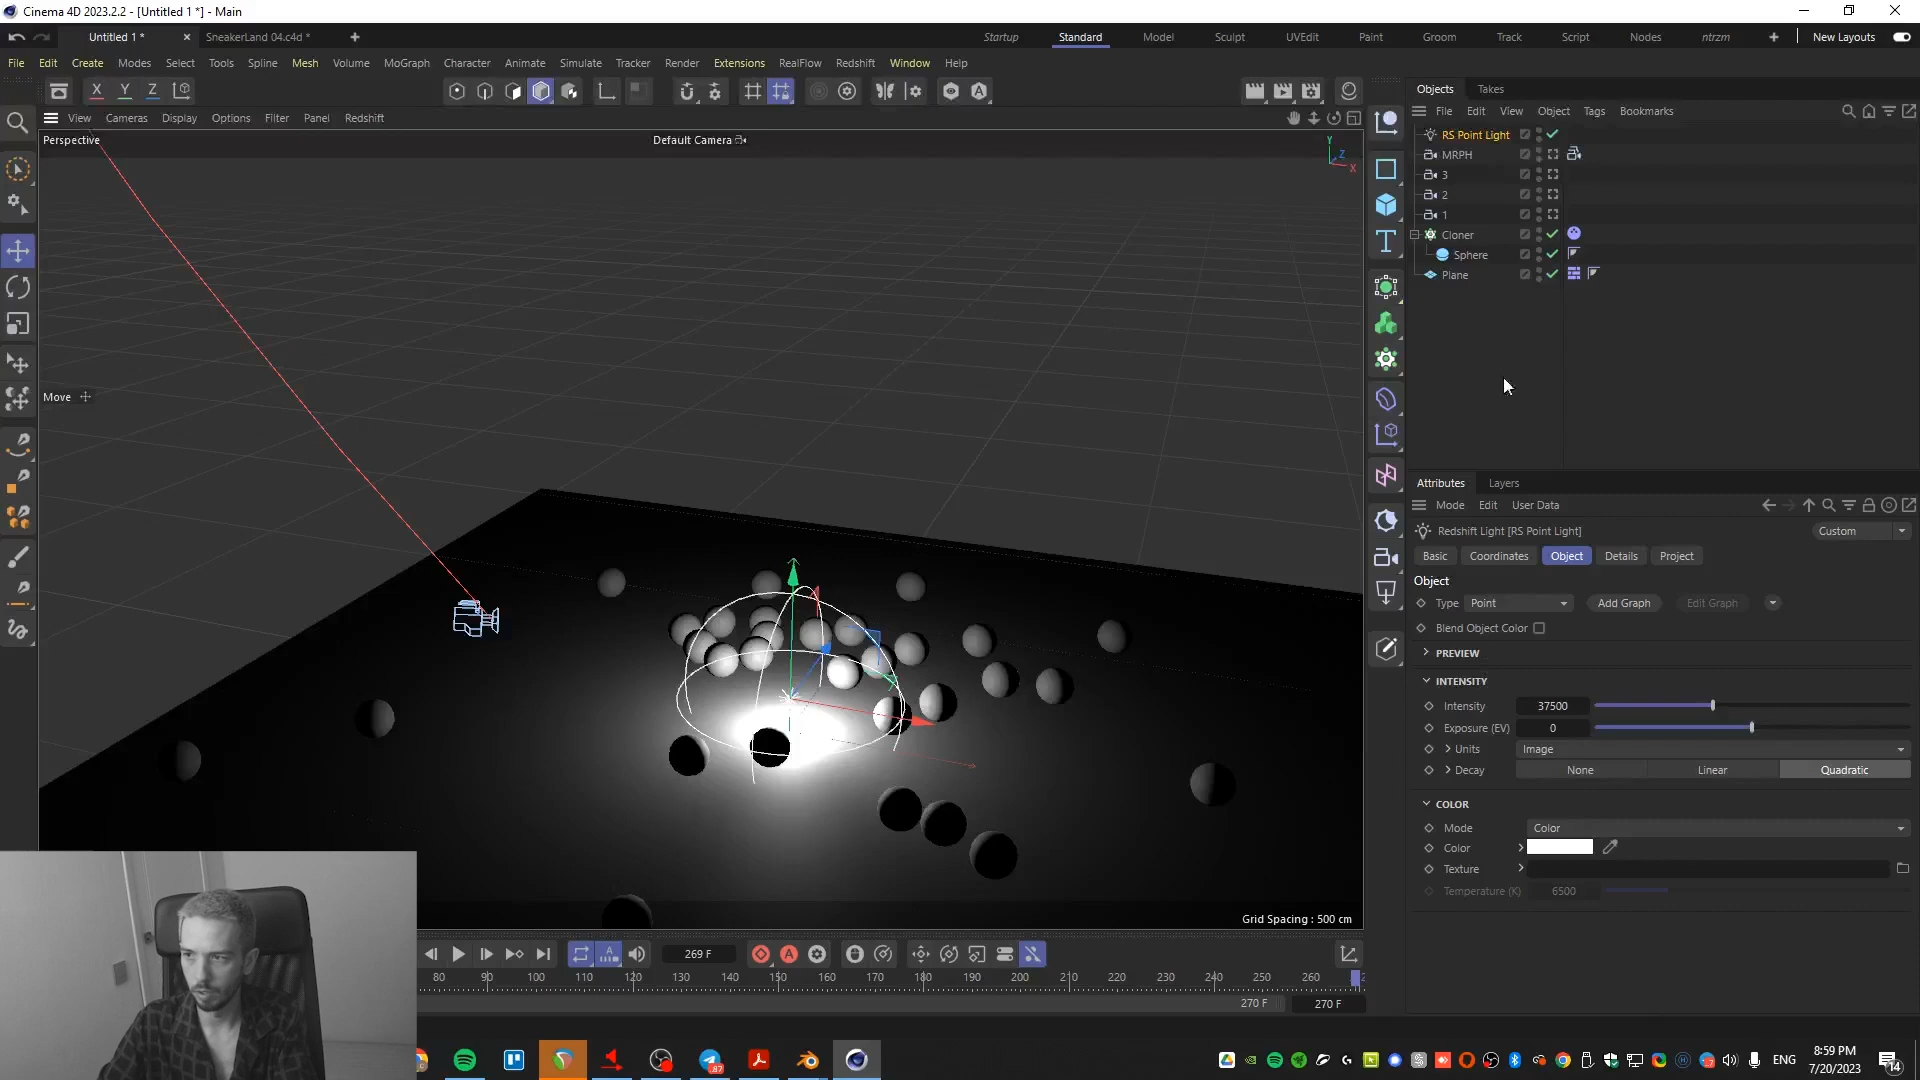 Cinema 4D 2023.2.2 - [Untitled 1 *] - Main
Untitled 1 *
SneakerLand 04.c4d *
Startup
Standard
Model
Sculpt
UVEdit
Paint
Groom
Track
Script
Nodes
ntrzm
New Layouts
File Edit Create Modes Select Tools Spline Mesh Volume MoGraph Character Animate Simulate Tracker Render Extensions RealFlow Redshift Window Help
X Y Z
Objects Takes
View Cameras Display Options Filter Panel Redshift
File Edit View Object Tags Bookmarks
Perspective
Default Camera
Y
Z
X
RS Point Light
MRPH
3
2
1
Cloner
Sphere
Plane
Move
Attributes Layers
Mode Edit User Data
Redshift Light [RS Point Light]
Custom
Basic Coordinates Object Details Project
Object
Type Point Add Graph Edit Graph
Blend Object Color
PREVIEW
INTENSITY
Intensity 37500
Exposure (EV) 0
Units Image
Decay None Linear Quadratic
COLOR
Mode Color
Color
Texture
Temperature (K) 6500
Grid Spacing : 500 cm
269 F
80 90 100 110 120 130 140 150 160 170 180 190 200 210 220 230 240 250 260
270 F
270 F
87
ENG
8:59 PM
7/20/2023
14